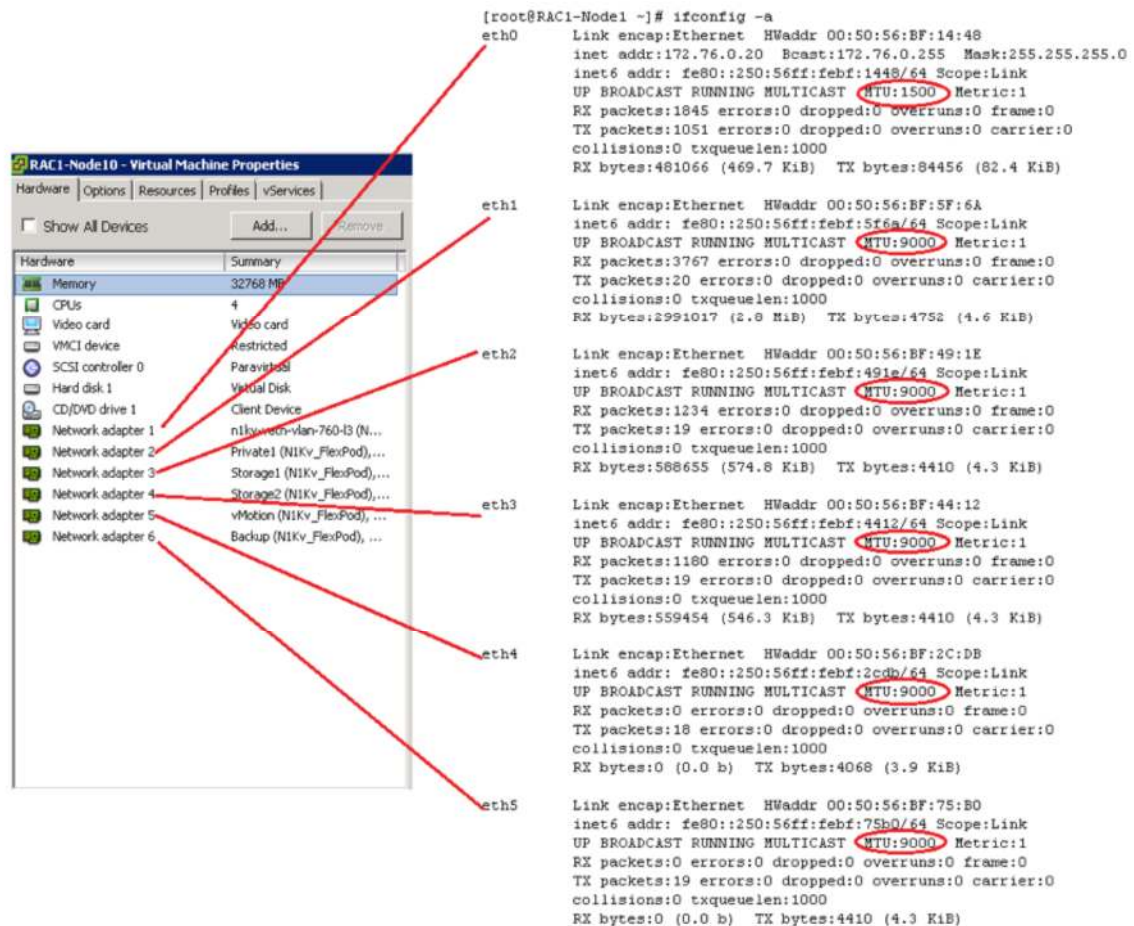 [root@RAC1-Node1 ~]# ifconfig -a
eth0 Link encap:Ethernet HWaddr 00:50:56:BF:14:48
inet addr:172.76.0.20 Bcast:172.76.0.255 Mask:255.255.255.0
inet6 addr: fe80::250:56ff:febf:1448/64 Scope:Link
UP BROADCAST RUNNING MULTICAST MTU:1500 Metric:1
RX packets:1845 errors:0 dropped:0 overruns:0 frame:0
TX packets:1051 errors:0 dropped:0 overruns:0 carrier:0
collisions:0 txqueuelen:1000
RX bytes:481066 (469.7 KiB) TX bytes:84456 (82.4 KiB)
eth1 Link encap:Ethernet HWaddr 00:50:56:BF:5F:6A
inet6 addr: fe80::250:56ff:febf:5f6a/64 Scope:Link
UP BROADCAST RUNNING MULTICAST MTU:9000 Metric:1
RX packets:3767 errors:0 dropped:0 overruns:0 frame:0
TX packets:20 errors:0 dropped:0 overruns:0 carrier:0
collisions:0 txqueuelen:1000
RX bytes:2991017 (2.8 MiB) TX bytes:4752 (4.6 KiB)
eth2 Link encap:Ethernet HWaddr 00:50:56:BF:49:1E
inet6 addr: fe80::250:56ff:febf:491e/64 Scope:Link
UP BROADCAST RUNNING MULTICAST MTU:9000 Metric:1
RX packets:1234 errors:0 dropped:0 overruns:0 frame:0
TX packets:19 errors:0 dropped:0 overruns:0 carrier:0
collisions:0 txqueuelen:1000
RX bytes:588655 (574.8 KiB) TX bytes:4410 (4.3 KiB)
eth3 Link encap:Ethernet HWaddr 00:50:56:BF:44:12
inet6 addr: fe80::250:56ff:febf:4412/64 Scope:Link
UP BROADCAST RUNNING MULTICAST MTU:9000 Metric:1
RX packets:1180 errors:0 dropped:0 overruns:0 frame:0
TX packets:19 errors:0 dropped:0 overruns:0 carrier:0
collisions:0 txqueuelen:1000
RX bytes:559454 (546.3 KiB) TX bytes:4410 (4.3 KiB)
eth4 Link encap:Ethernet HWaddr 00:50:56:BF:2C:DB
inet6 addr: fe80::250:56ff:febf:2cdb/64 Scope:Link
UP BROADCAST RUNNING MULTICAST MTU:9000 Metric:1
RX packets:0 errors:0 dropped:0 overruns:0 frame:0
TX packets:18 errors:0 dropped:0 overruns:0 carrier:0
collisions:0 txqueuelen:1000
RX bytes:0 (0.0 b) TX bytes:4068 (3.9 KiB)
eth5 Link encap:Ethernet HWaddr 00:50:56:BF:75:B0
inet6 addr: fe80::250:56ff:febf:75b0/64 Scope:Link
UP BROADCAST RUNNING MULTICAST MTU:9000 Metric:1
RX packets:0 errors:0 dropped:0 overruns:0 frame:0
TX packets:19 errors:0 dropped:0 overruns:0 carrier:0
collisions:0 txqueuelen:1000
RX bytes:0 (0.0 b) TX bytes:4410 (4.3 KiB)
RAC1-Node10 - Virtual Machine Properties
Hardware Options Resources Profiles vServices
Show All Devices Add... Remove
Hardware Summary
Memory 32768 MB
CPUs 4
Video card Video card
VMCI device Restricted
SCSI controller 0 Paravirtual
Hard disk 1 Virtual Disk
CD/DVD drive 1 Client Device
Network adapter 1 (N...
Network adapter 2 Private1 (N1Kv_FlexPod),...
Network adapter 3 Storage1 (N1Kv_FlexPod),...
Network adapter 4 Storage2 (N1Kv_FlexPod),...
Network adapter 5 vMotion (N1Kv_FlexPod), ...
Network adapter 6 Backup (N1Kv_FlexPod), ...